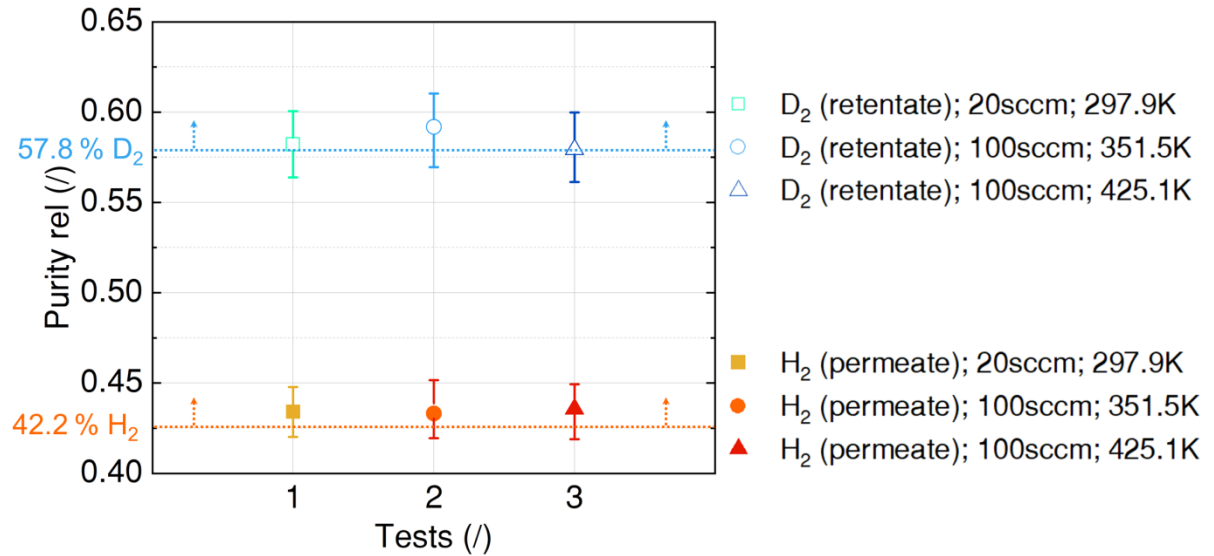 0.65
0.60
57.8 % D₂
0.55
0.50
0.45
42.2 % H₂
0.40
Purity rel (/)
1 2 3
Tests (/)
D₂ (retentate); 20sccm; 297.9K
D₂ (retentate); 100sccm; 351.5K
D₂ (retentate); 100sccm; 425.1K
H₂ (permeate); 20sccm; 297.9K
H₂ (permeate); 100sccm; 351.5K
H₂ (permeate); 100sccm; 425.1K